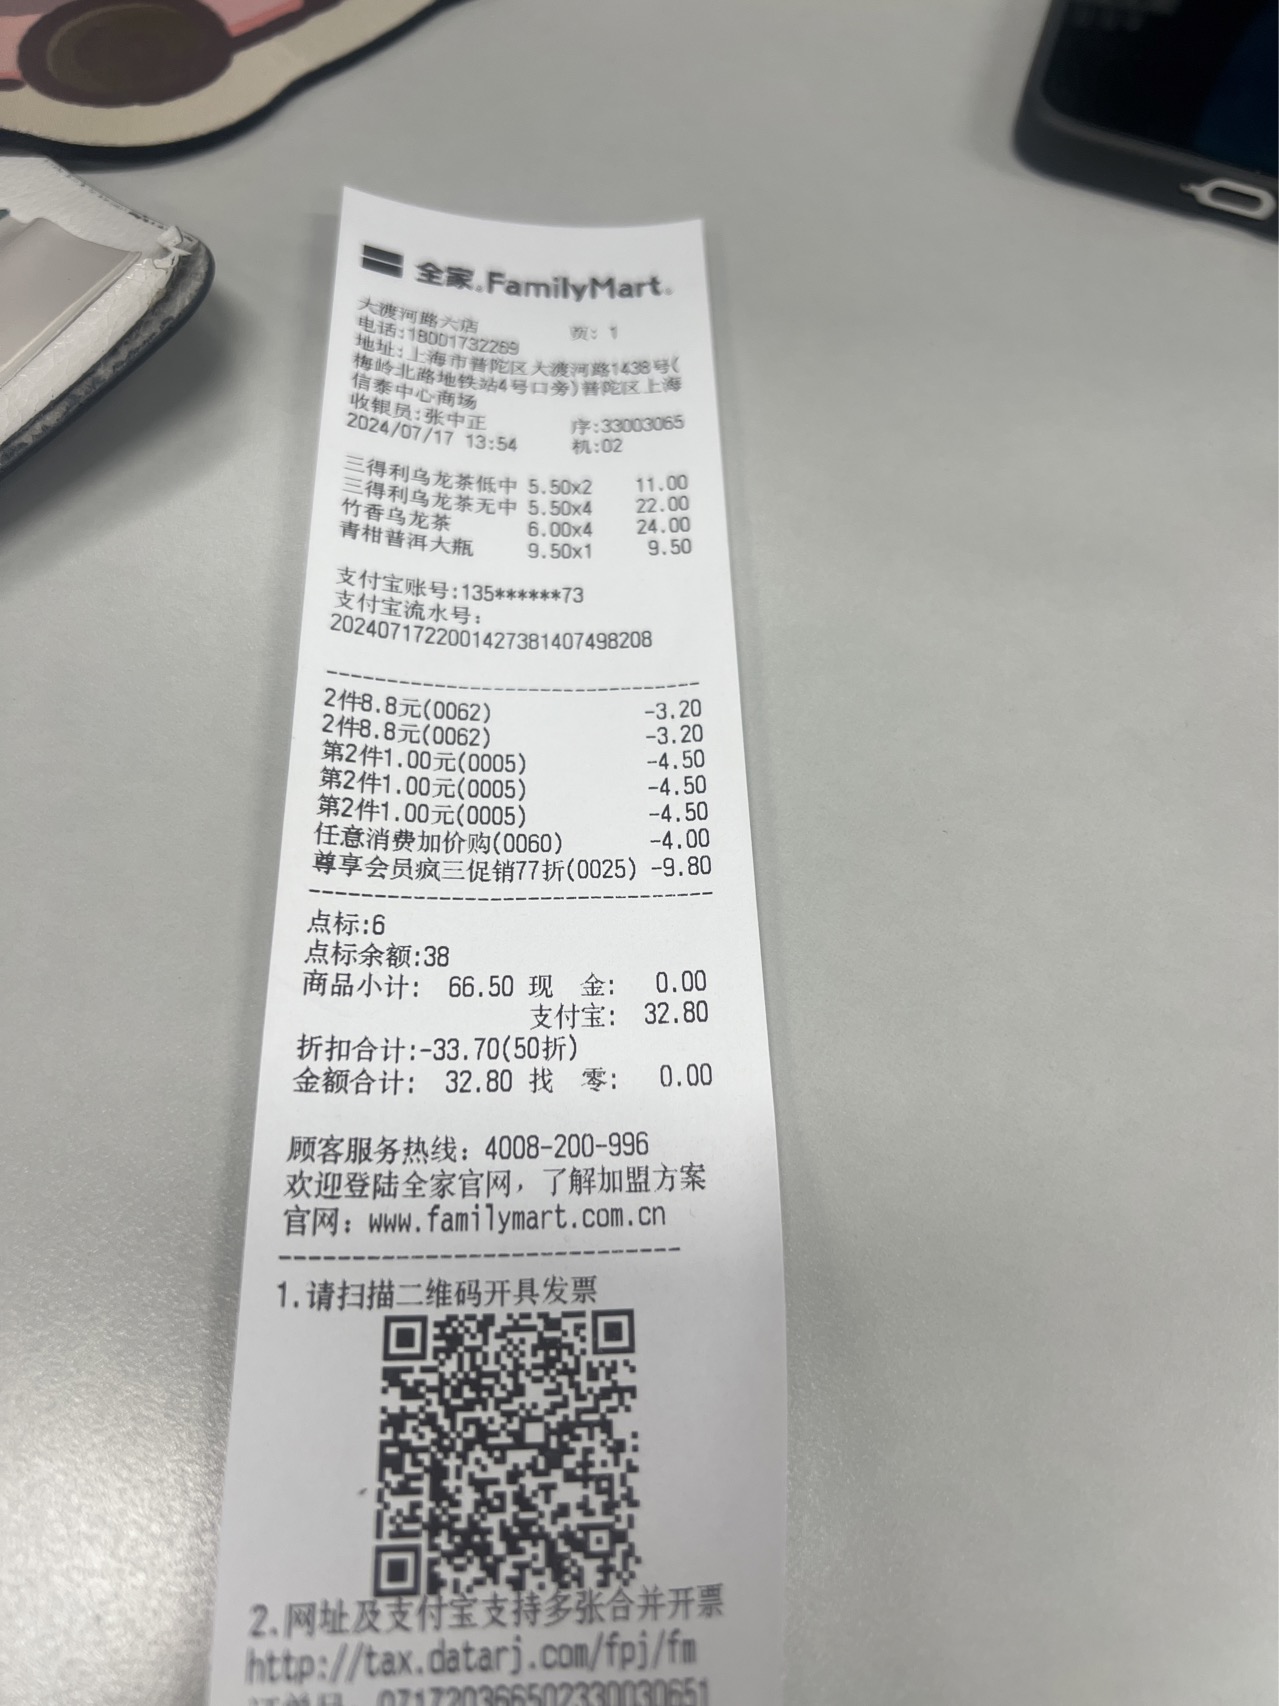 全家®FamilyMart®
大渡河路六店 页: 1
电话:18001732269
地址:上海市普陀区大渡河路1438号(
梅岭北路地铁站4号口旁)普陀区上海
信泰中心商场
收银员:张中正 序:33003065
2024/07/17 13:54 机:02
三得利乌龙茶低中 5.50x2 11.00
三得利乌龙茶无中 5.50x4 22.00
竹香乌龙茶 6.00x4 24.00
青柑普洱大瓶 9.50x1 9.50
支付宝账号:135******73
支付宝流水号:
2024071722001427381407498208
2件8.8元(0062) -3.20
2件8.8元(0062) -3.20
第2件1.00元(0005) -4.50
第2件1.00元(0005) -4.50
第2件1.00元(0005) -4.50
任意消费加价购(0060) -4.00
尊享会员疯三促销77折(0025) -9.80
点标:6
点标余额:38
商品小计: 66.50 现 金: 0.00
支付宝: 32.80
折扣合计:-33.70(50折)
金额合计: 32.80 找 零: 0.00
顾客服务热线: 4008-200-996
欢迎登陆全家官网, 了解加盟方案
官网: www.familymart.com.cn
1.请扫描二维码开具发票
2.网址及支付宝支持多张合并开票
http://tax.datarj.com/fpj/fm